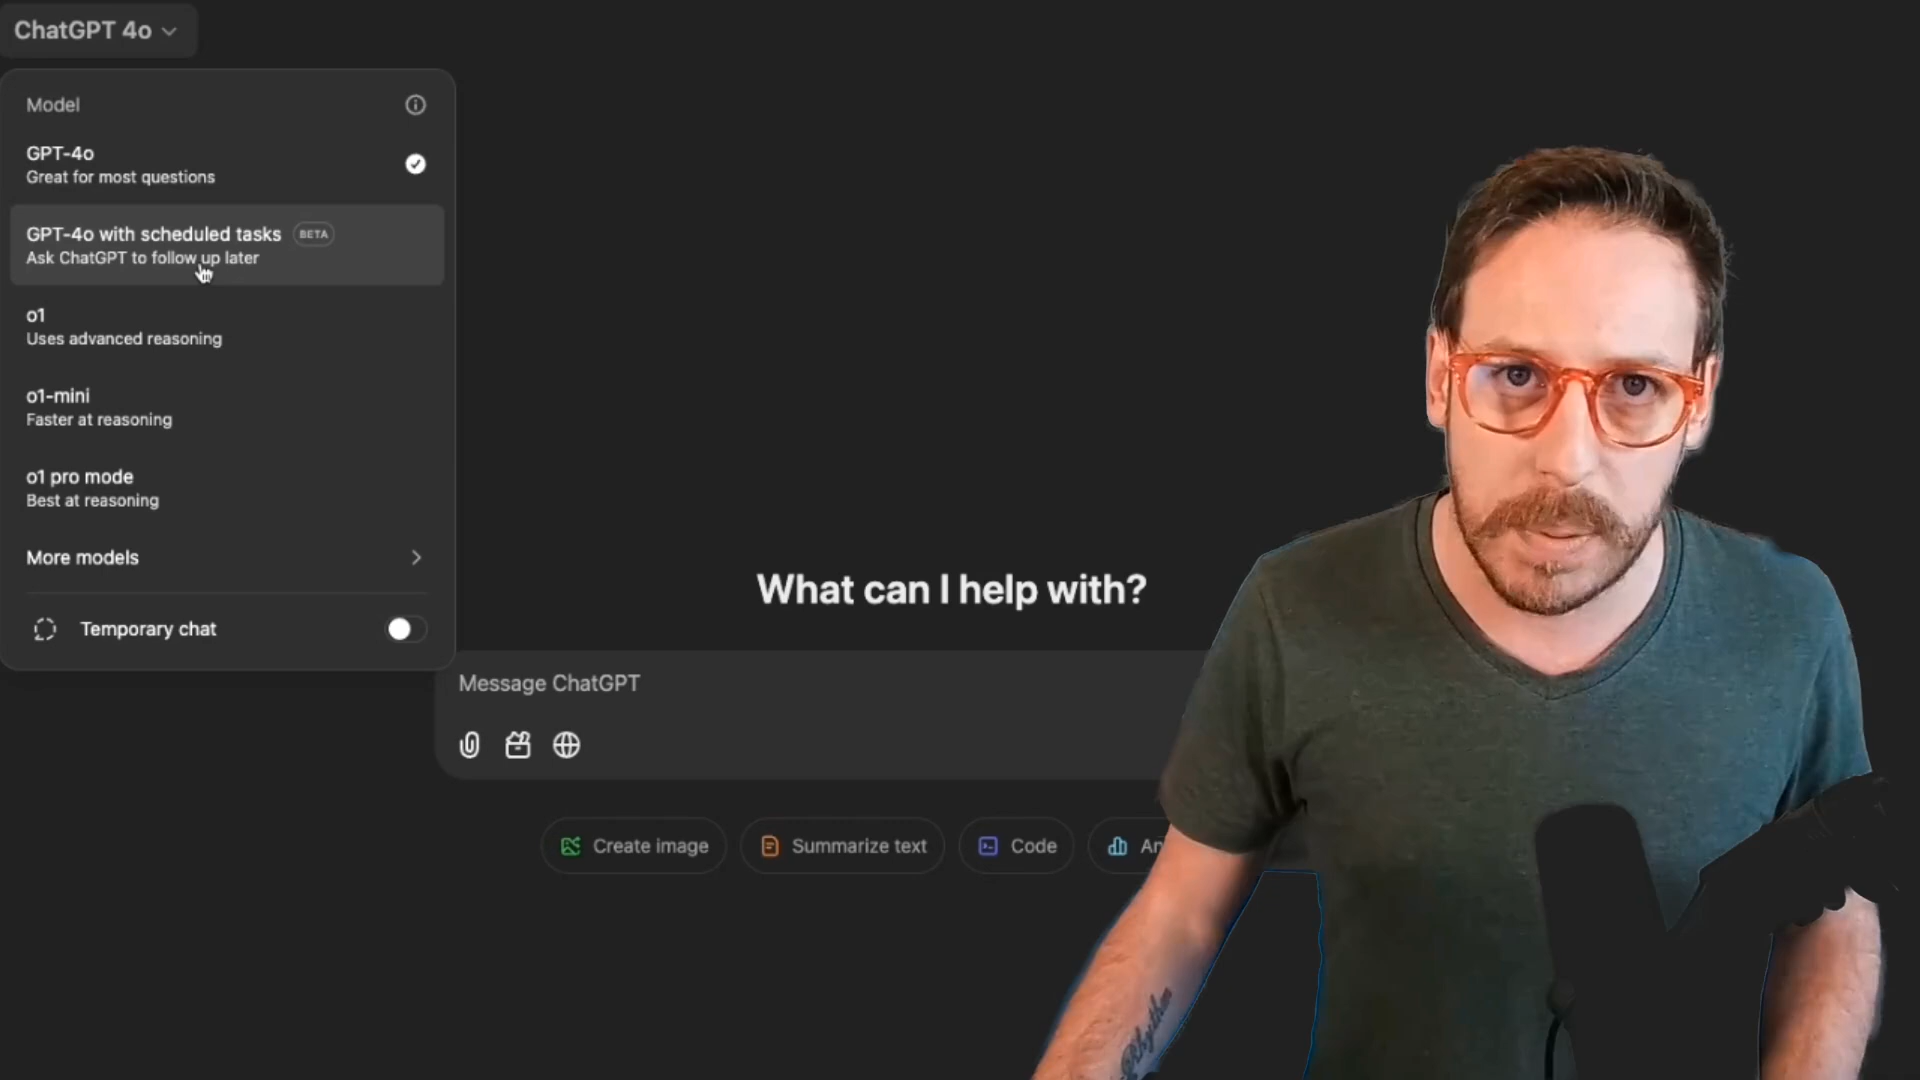 ChatGPT 4o
Model
GPT-4o
Great for most questions
GPT-4o with scheduled tasks BETA
Ask ChatGPT to follow up later
o1
Uses advanced reasoning
o1-mini
Faster at reasoning
o1 pro mode
Best at reasoning
More models
Temporary chat
What can I help with?
Message ChatGPT
Create image
Summarize text
Code
An
Rhythm